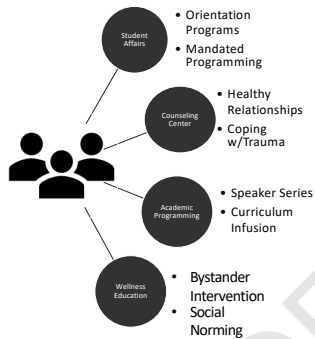 Student
Affairs
• Orientation
Programs
• Mandated
Programming
Counseling
Center
• Healthy
Relationships
• Coping
w/Trauma
Academic
Programming
• Speaker Series
• Curriculum
Infusion
Wellness
Education
• Bystander
Intervention
• Social
Norming